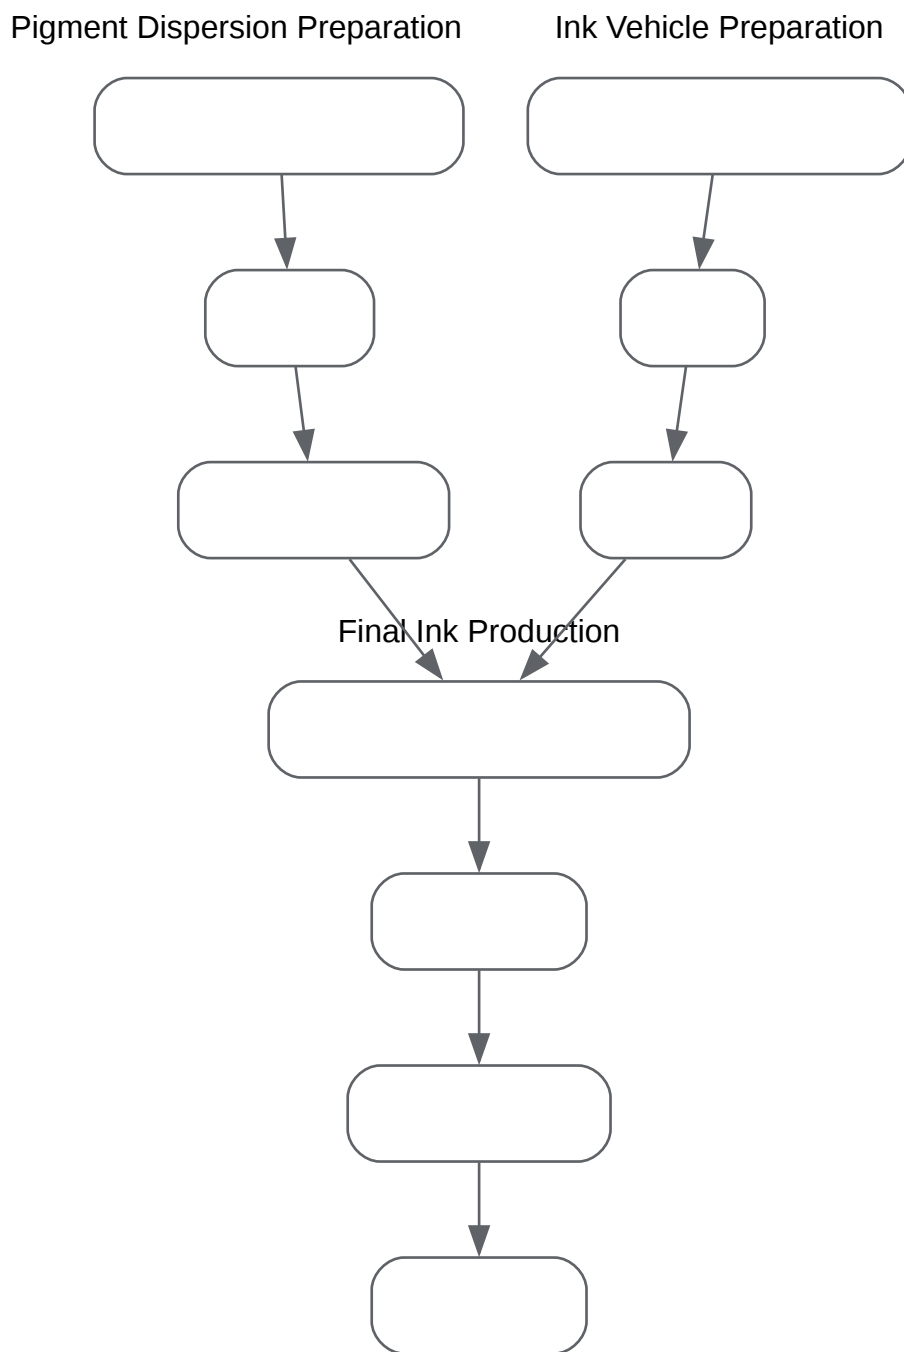 Pigment Dispersion Preparation
Ink Vehicle Preparation
Final Ink Production